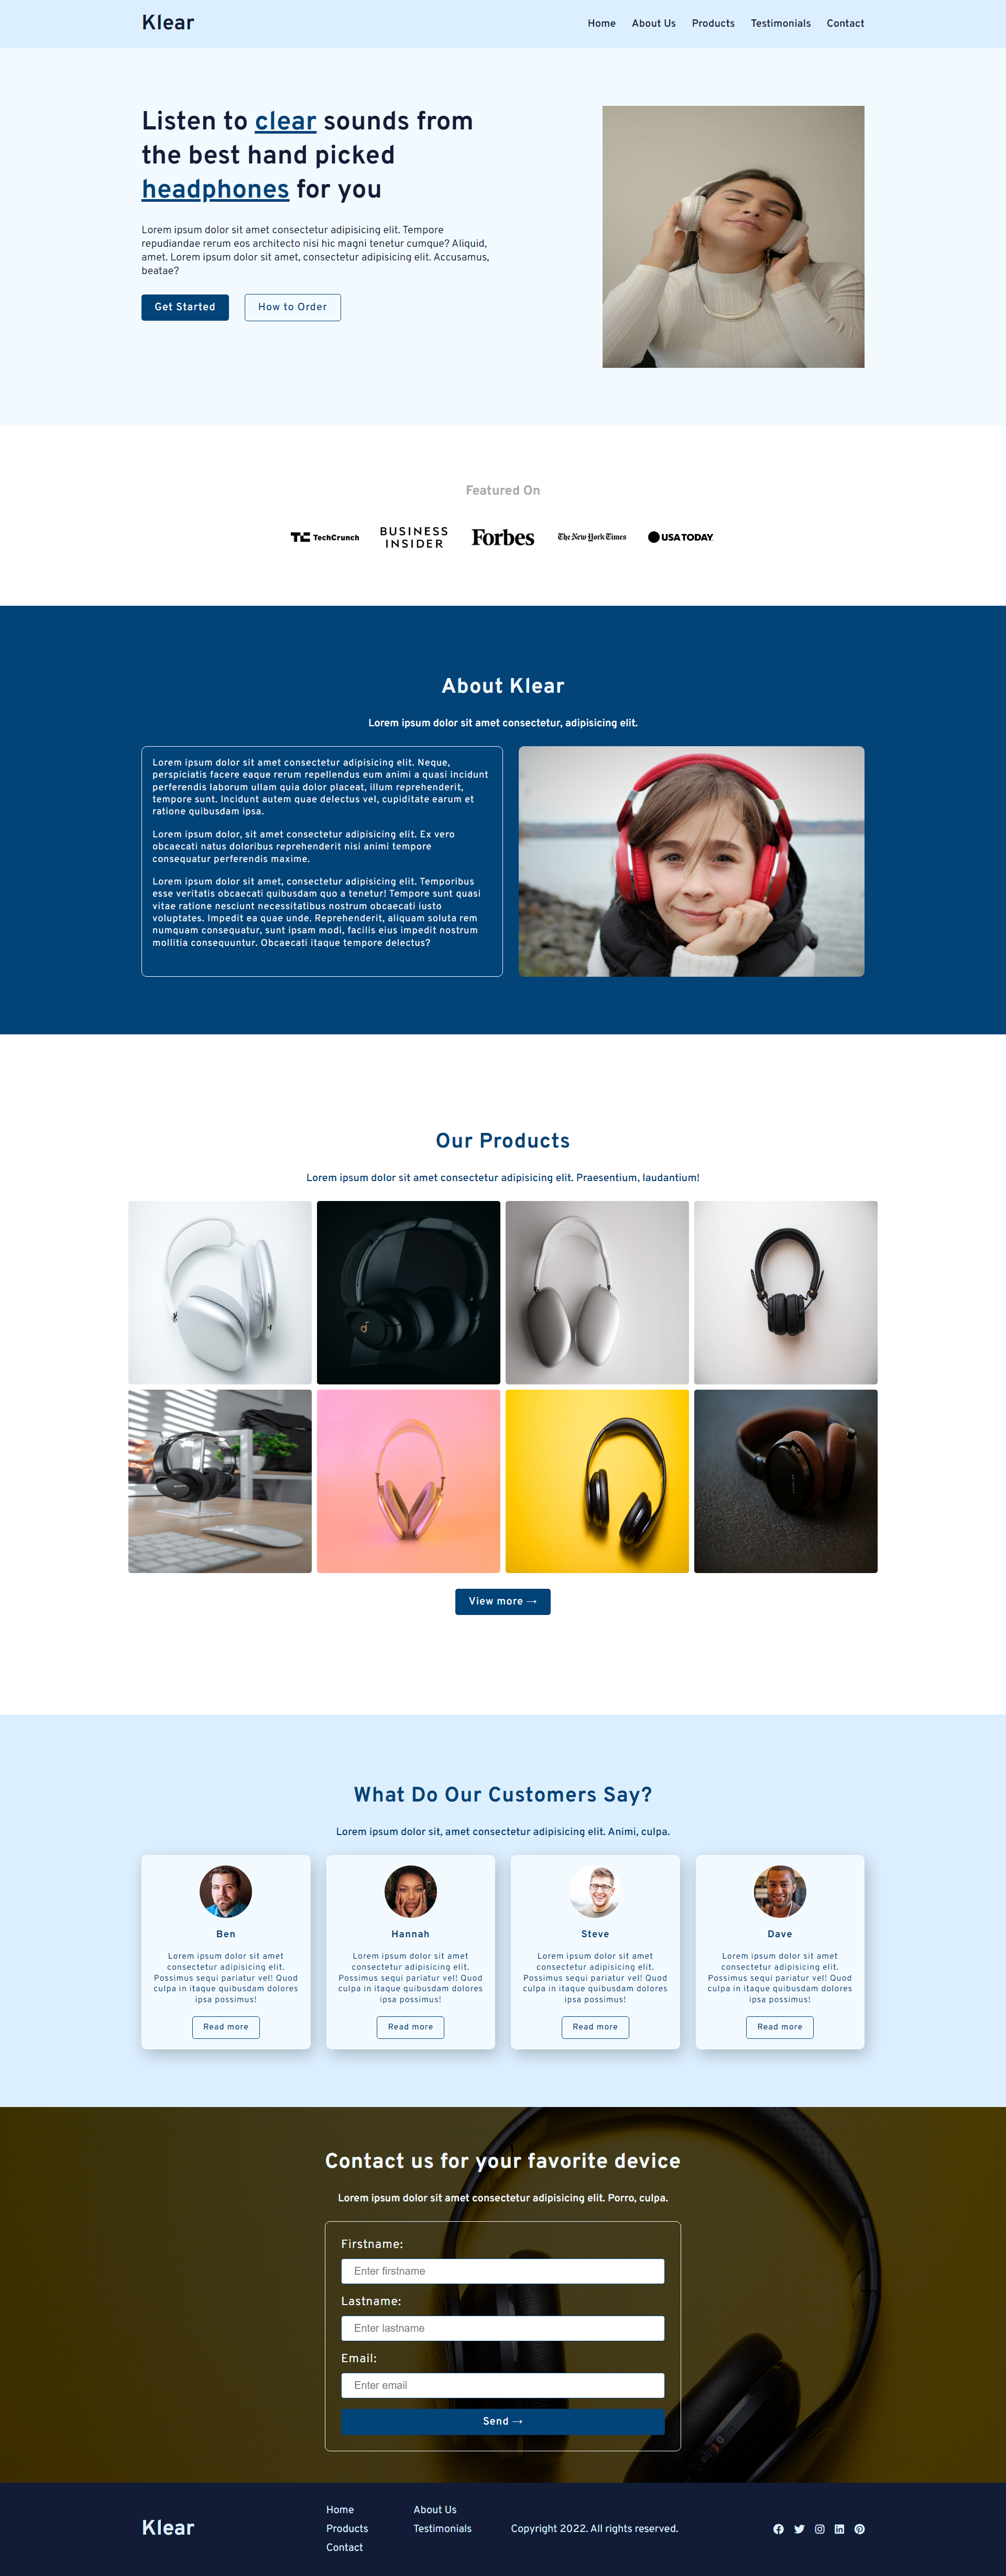 Klear
Home About Us Products Testimonials Contact
Listen to clear sounds from
the best hand picked
headphones for you
Lorem ipsum dolor sit amet consectetur adipisicing elit. Tempore
repudiandae rerum eos architecto nisi hic magni tenetur cumque? Aliquid,
amet. Lorem ipsum dolor sit amet, consectetur adipisicing elit. Accusamus,
beatae?
Get Started How to Order
Featured On
TechCrunch
BUSINESS
INSIDER
Forbes
The New York Times
USA TODAY
About Klear
Lorem ipsum dolor sit amet consectetur, adipisicing elit.
Lorem ipsum dolor sit amet consectetur adipisicing elit. Neque,
perspiciatis facere eaque rerum repellendus eum animi a quasi incidunt
perferendis laborum ullam quia dolor placeat, illum reprehenderit,
tempore sunt. Incidunt autem quae delectus vel, cupiditate earum et
ratione quibusdam ipsa.
Lorem ipsum dolor, sit amet consectetur adipisicing elit. Ex vero
obcaecati natus doloribus reprehenderit nisi animi tempore
consequatur perferendis maxime.
Lorem ipsum dolor sit amet, consectetur adipisicing elit. Temporibus
esse veritatis obcaecati quibusdam quo a tenetur! Tempore sunt quasi
vitae ratione nesciunt necessitatibus nostrum obcaecati iusto
voluptates. Impedit ea quae unde. Reprehenderit, aliquam soluta rem
numquam consequatur, sunt ipsam modi, facilis eius impedit nostrum
mollitia consequuntur. Obcaecati itaque tempore delectus?
Our Products
Lorem ipsum dolor sit amet consectetur adipisicing elit. Praesentium, laudantium!
View more →
What Do Our Customers Say?
Lorem ipsum dolor sit, amet consectetur adipisicing elit. Animi, culpa.
Ben
Lorem ipsum dolor sit amet
consectetur adipisicing elit.
Possimus sequi pariatur vel! Quod
culpa in itaque quibusdam dolores
ipsa possimus!
Read more
Hannah
Lorem ipsum dolor sit amet
consectetur adipisicing elit.
Possimus sequi pariatur vel! Quod
culpa in itaque quibusdam dolores
ipsa possimus!
Read more
Steve
Lorem ipsum dolor sit amet
consectetur adipisicing elit.
Possimus sequi pariatur vel! Quod
culpa in itaque quibusdam dolores
ipsa possimus!
Read more
Dave
Lorem ipsum dolor sit amet
consectetur adipisicing elit.
Possimus sequi pariatur vel! Quod
culpa in itaque quibusdam dolores
ipsa possimus!
Read more
Contact us for your favorite device
Lorem ipsum dolor sit amet consectetur adipisicing elit. Porro, culpa.
Firstname:
Enter firstname
Lastname:
Enter lastname
Email:
Enter email
Send →
Klear
Home About Us
Products Testimonials
Contact
Copyright 2022. All rights reserved.